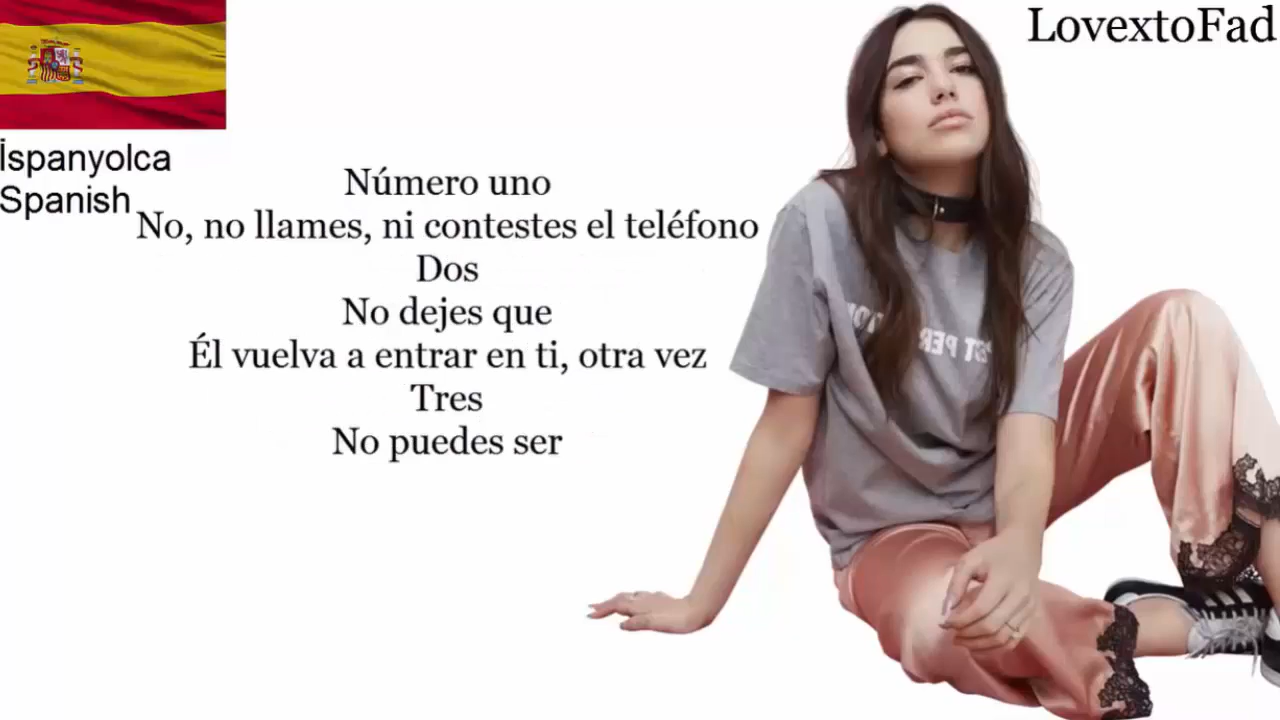 LovextoFad
İspanyolca
Spanish
Número uno
No, no llames, ni contestes el teléfono
Dos
No dejes que
Él vuelva a entrar en ti, otra vez
Tres
No puedes ser